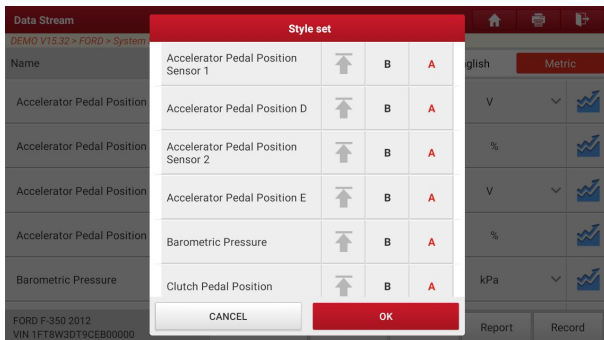 Data Stream
Style set
DEMO V15.32 > FORD > System
Name
glish
Metric
Accelerator Pedal Position
Sensor 1
B
A
Accelerator Pedal Position
V
Accelerator Pedal Position D
B
A
Accelerator Pedal Position
%
Accelerator Pedal Position
Sensor 2
B
A
Accelerator Pedal Position
V
Accelerator Pedal Position E
B
A
Accelerator Pedal Position
%
Barometric Pressure
B
A
Barometric Pressure
kPa
Clutch Pedal Position
B
A
CANCEL
OK
FORD F-350 2012
VIN 1FT8W3DT9CEB00000
Report
Record